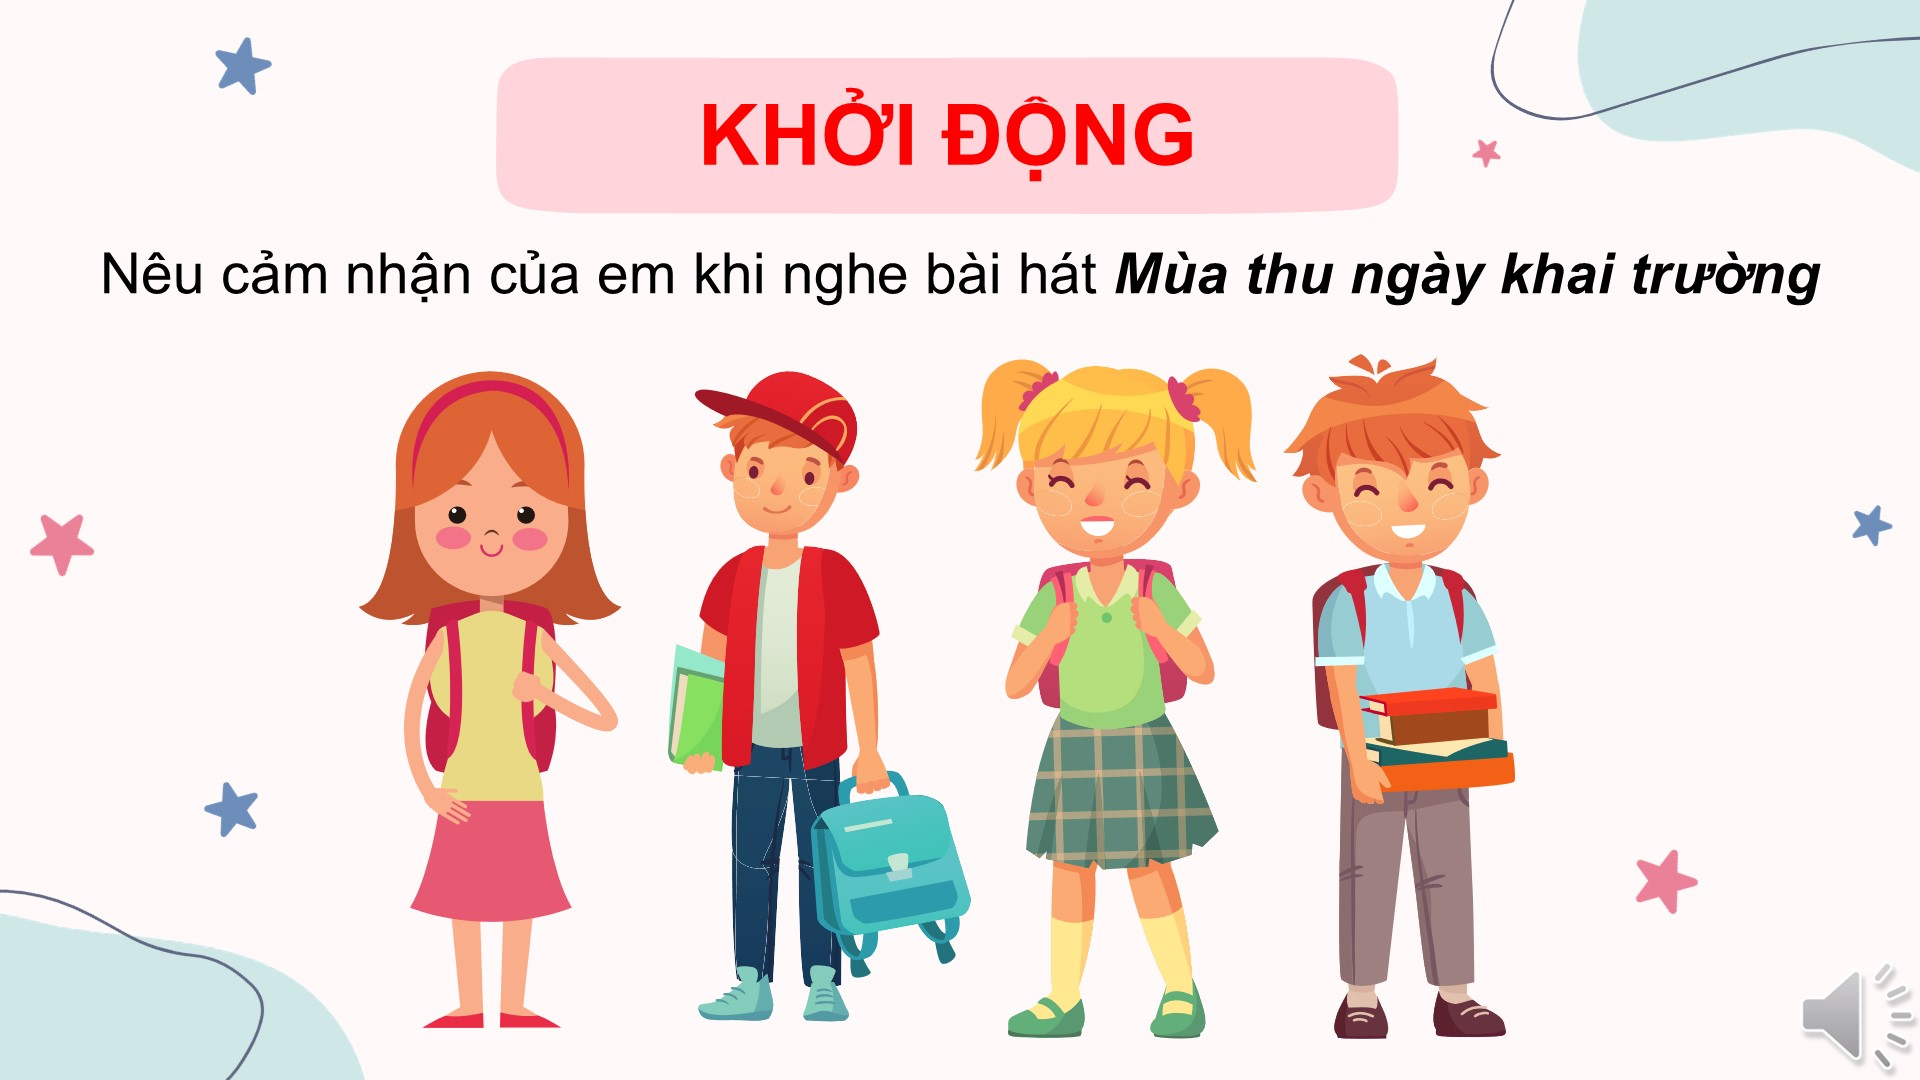 KHỞI ĐỘNG
Nêu cảm nhận của em khi nghe bài hát Mùa thu ngày khai trường